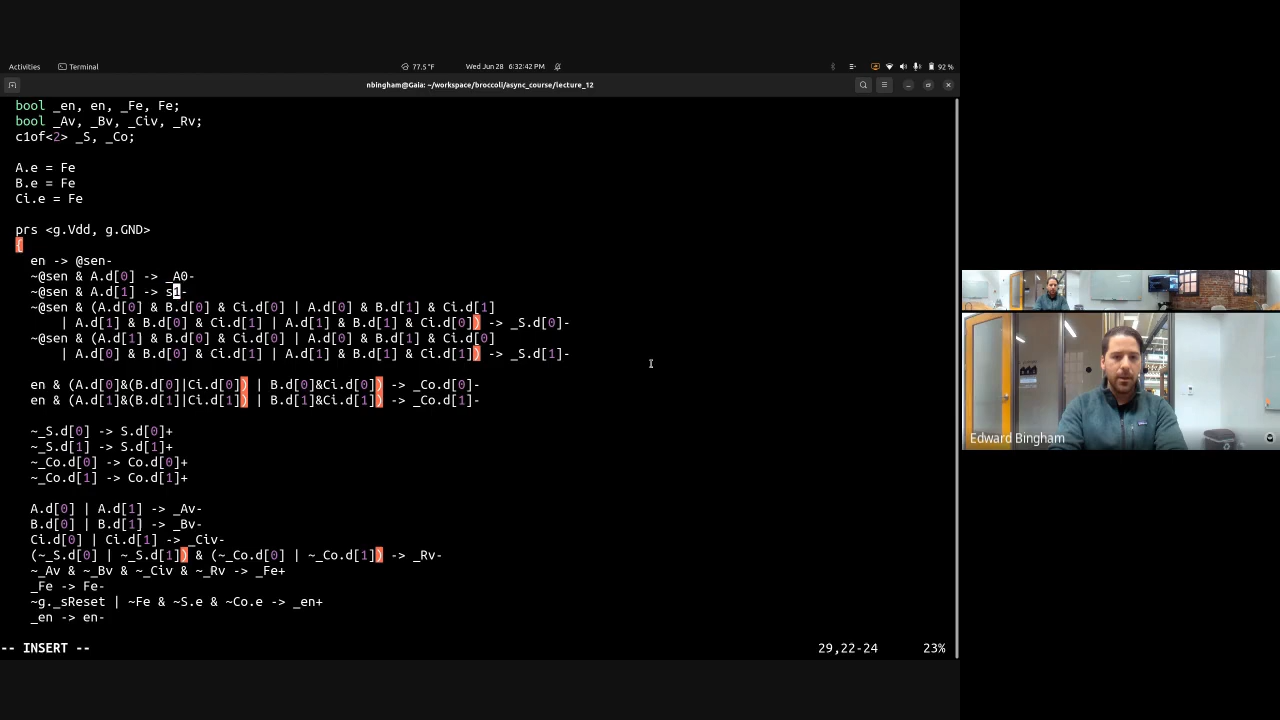 Activities Terminal 77.5 °F Wed Jun 28 6:32:42 PM 92 %
nbingham@Gaia: ~/workspace/broccoli/async_course/lecture_12
bool _en, en, _Fe, Fe;
bool _Av, _Bv, _Civ, _Rv;
c1of<2> _S, _Co;
A.e = Fe
B.e = Fe
Ci.e = Fe
prs <g.Vdd, g.GND>
{
en -> @sen-
~@sen & A.d[0] -> _A0-
~@sen & A.d[1] -> s1-
~@sen & (A.d[0] & B.d[0] & Ci.d[0] | A.d[0] & B.d[1] & Ci.d[1]
| A.d[1] & B.d[0] & Ci.d[1] | A.d[1] & B.d[1] & Ci.d[0]) -> _S.d[0]-
~@sen & (A.d[1] & B.d[0] & Ci.d[0] | A.d[0] & B.d[1] & Ci.d[0]
| A.d[0] & B.d[0] & Ci.d[1] | A.d[1] & B.d[1] & Ci.d[1]) -> _S.d[1]-
en & (A.d[0]&(B.d[0]|Ci.d[0]) | B.d[0]&Ci.d[0]) -> _Co.d[0]-
en & (A.d[1]&(B.d[1]|Ci.d[1]) | B.d[1]&Ci.d[1]) -> _Co.d[1]-
~_S.d[0] -> S.d[0]+
~_S.d[1] -> S.d[1]+
~_Co.d[0] -> Co.d[0]+
~_Co.d[1] -> Co.d[1]+
A.d[0] | A.d[1] -> _Av-
B.d[0] | B.d[1] -> _Bv-
Ci.d[0] | Ci.d[1] -> _Civ-
(~_S.d[0] | ~_S.d[1]) & (~_Co.d[0] | ~_Co.d[1]) -> _Rv-
~_Av & ~_Bv & ~_Civ & ~_Rv -> _Fe+
_Fe -> Fe-
~g._sReset | ~Fe & ~S.e & ~Co.e -> _en+
_en -> en-
-- INSERT -- 29,22-24 23%
Edward Bingham